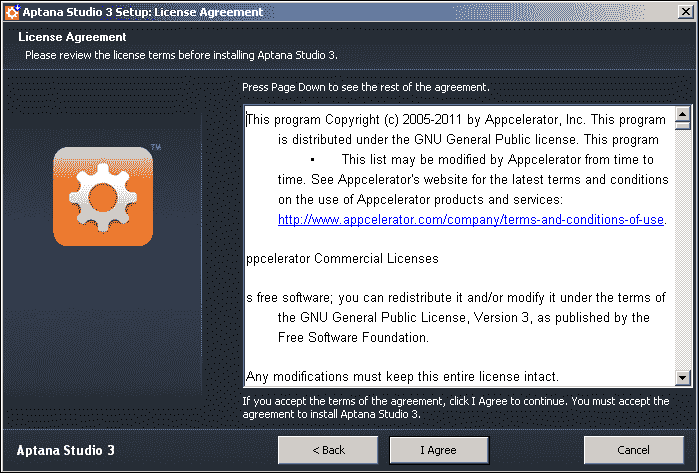 Aptana Studio 3 Setup: License Agreement
License Agreement
Please review the license terms before installing Aptana Studio 3.
Press Page Down to see the rest of the agreement.
TM
This program Copyright (c) 2005-2011 by Appcelerator, Inc. This program
is distributed under the GNU General Public license. This program
• This list may be modified by Appcelerator from time to
time. See Appcelerator's website for the latest terms and conditions
on the use of Appcelerator products and services:
http://www.appcelerator.com/company/terms-and-conditions-of-use.
ppcelerator Commercial Licenses
s free software; you can redistribute it and/or modify it under the terms of
the GNU General Public License, Version 3, as published by the
Free Software Foundation.
Any modifications must keep this entire license intact.
If you accept the terms of the agreement, click I Agree to continue. You must accept the
agreement to install Aptana Studio 3.
Aptana Studio 3
< Back
I Agree
Cancel